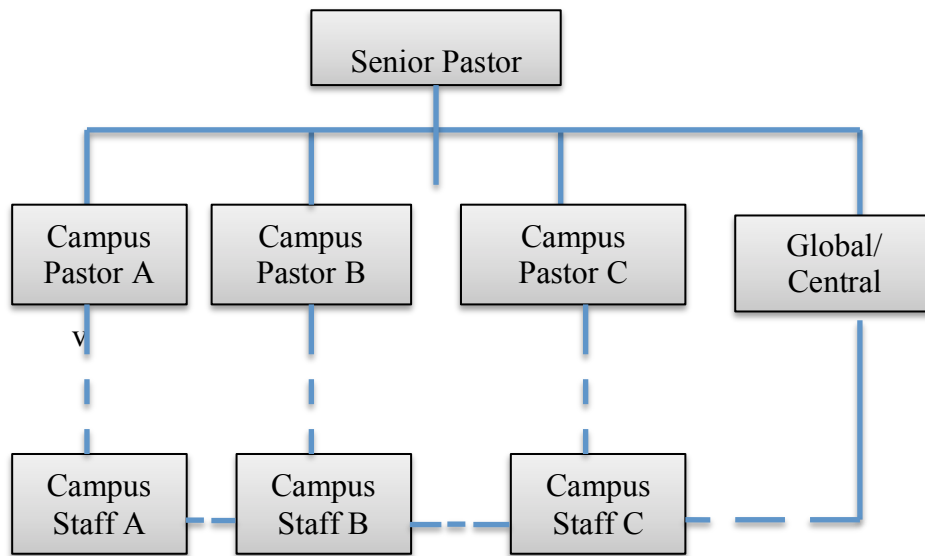 Senior Pastor
Campus
Pastor A
Campus
Pastor B
Campus
Pastor C
Global/
Central
v
Campus
Staff A
Campus
Staff B
Campus
Staff C